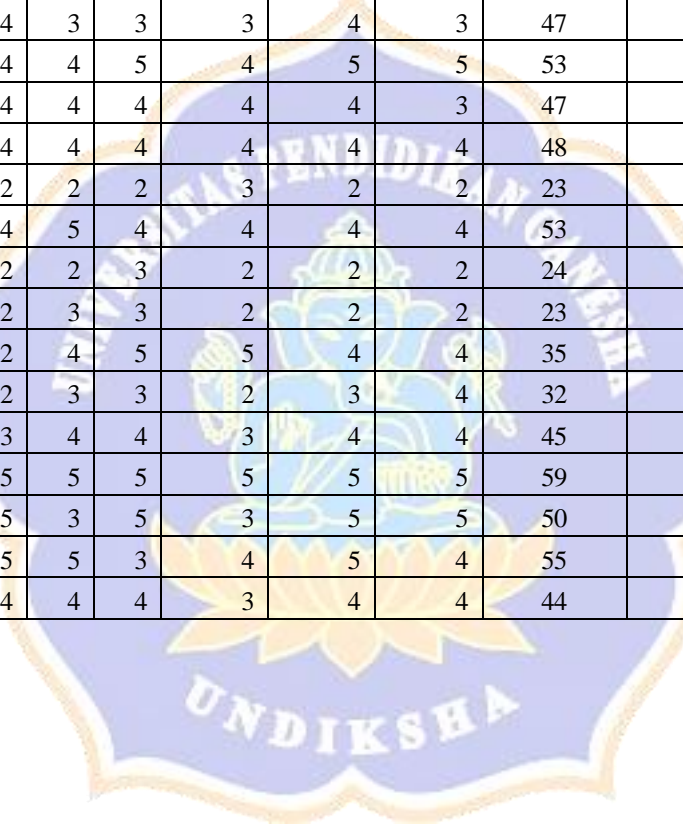 4 3 3 3 4 3 47
4 4 5 4 5 5 53
4 4 4 4 4 3 47
4 4 4 4 4 4 48
2 2 2 3 2 2 23
4 5 4 4 4 4 53
2 2 3 2 2 2 24
2 3 3 2 2 2 23
2 4 5 5 4 4 35
2 3 3 2 3 4 32
3 4 4 3 4 4 45
5 5 5 5 5 5 59
5 3 5 3 5 5 50
5 5 3 4 5 4 55
4 4 4 3 4 4 44
UNIVERSITAS PENDIDIKAN GANESHA
UNDIKSHA